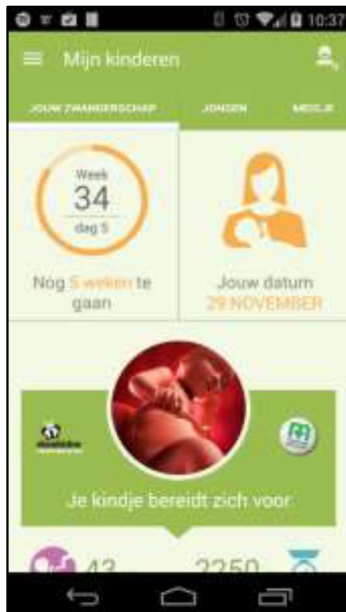 10:37
Mijn kinderen
JOUW ZWANGERSCHAP JONGEN MEISJE
Week
34
dag 5
Nog 5 weken te
gaan
Jouw datum
29 NOVEMBER
Je kindje bereidt zich voor
43 2250